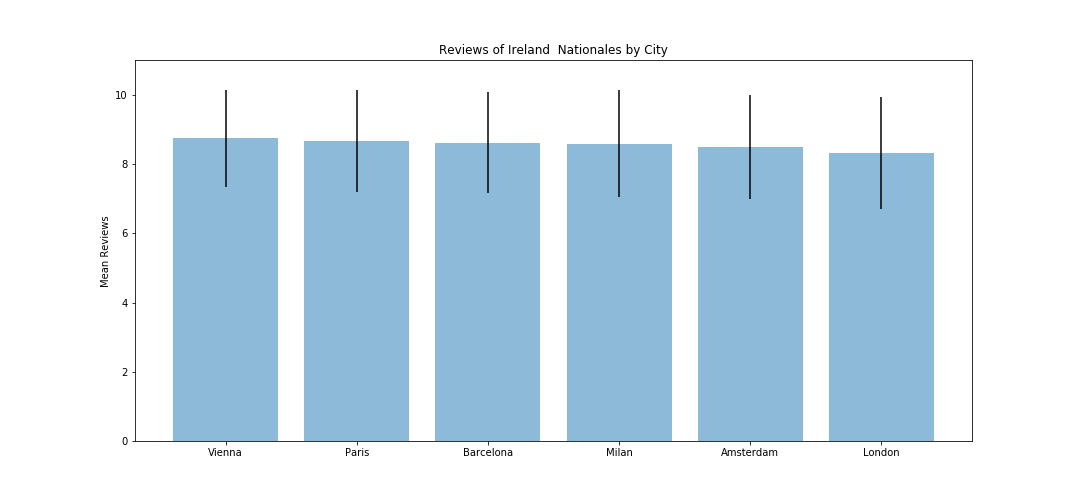 Reviews of Ireland  Nationales by City
Mean Reviews
10
8
6
4
2
0
Vienna Paris Barcelona Milan Amsterdam London